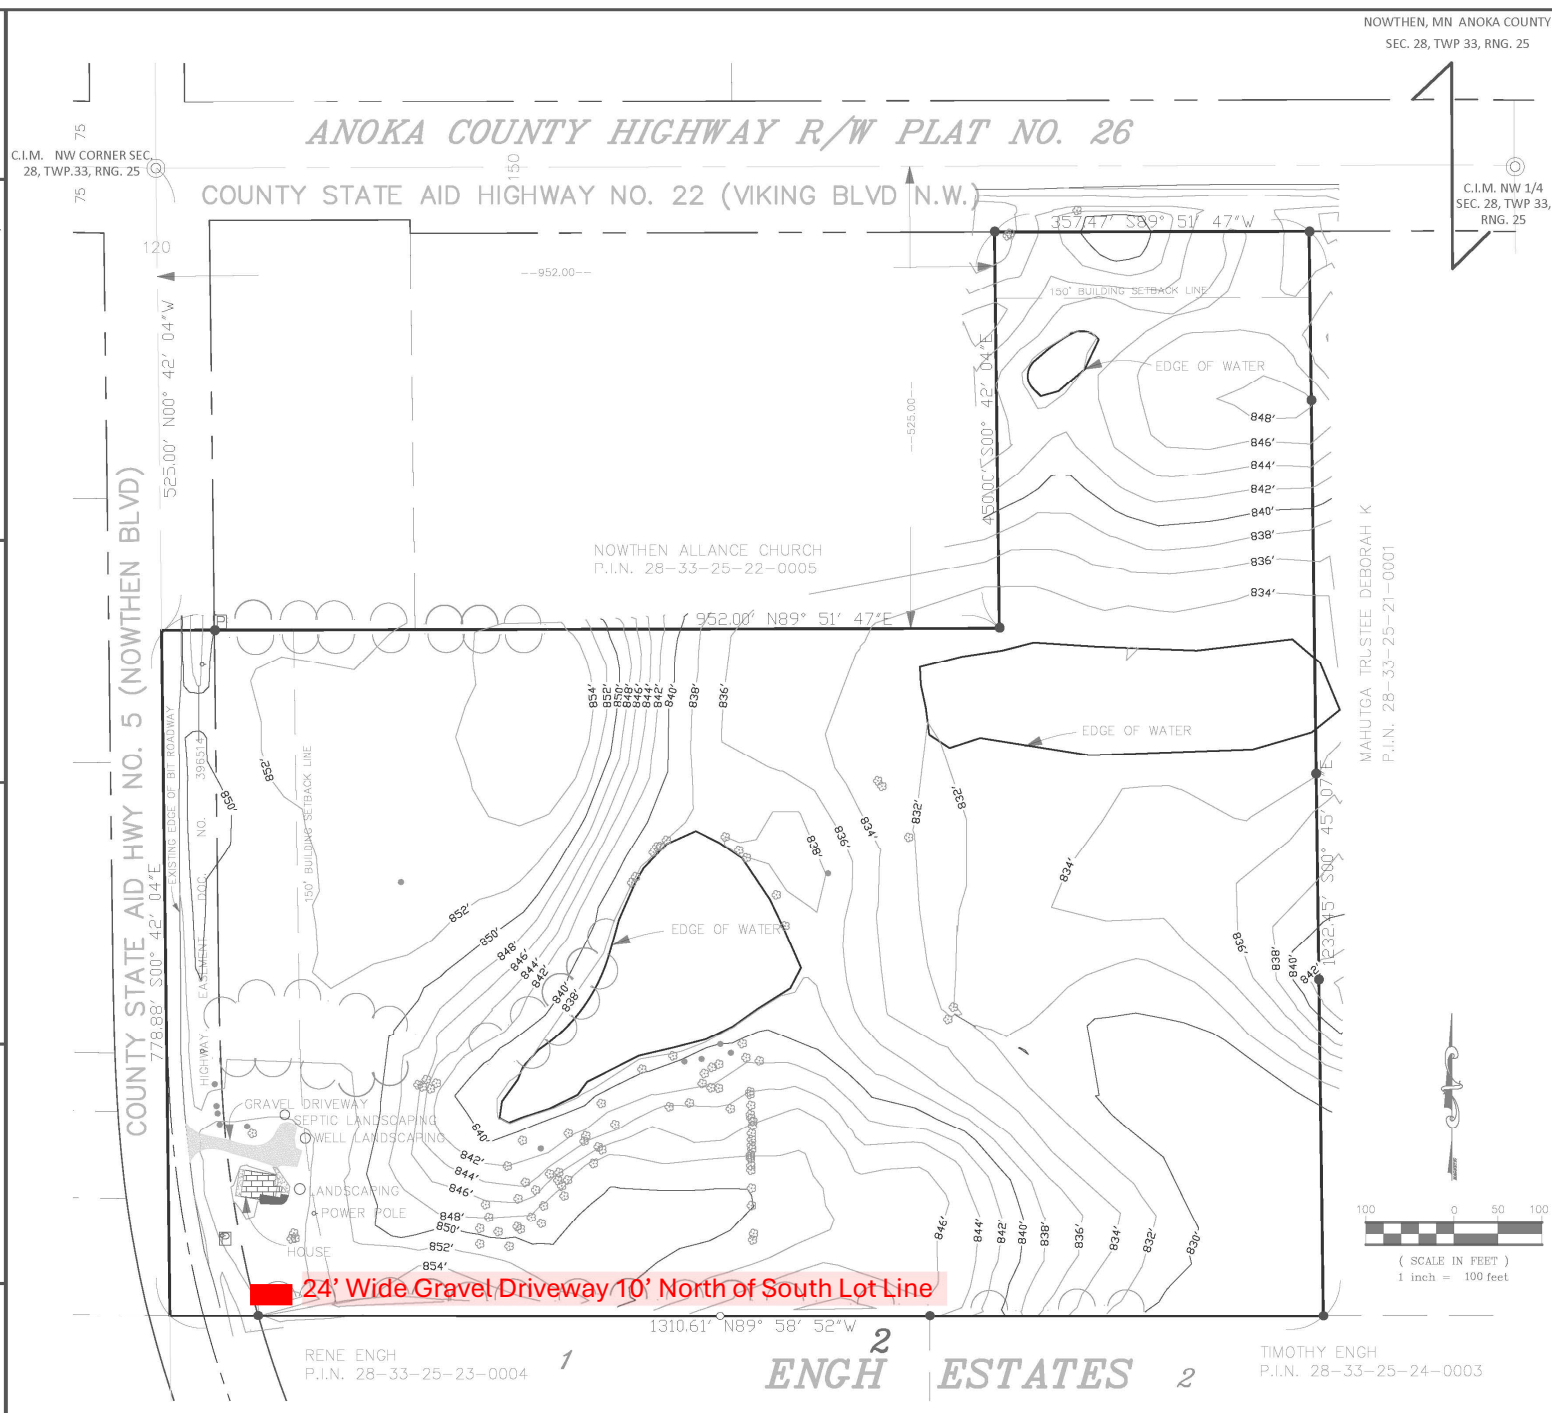 NOWTHEN, MN ANOKA COUNTY
SEC. 28, TWP 33, RNG. 25
ANOKA COUNTY HIGHWAY R/W PLAT NO. 26
75
75
150
C.I.M. NW CORNER SEC.
28, TWP.33, RNG. 25
COUNTY STATE AID HIGHWAY NO. 22 (VIKING BLVD N.W.)
C.I.M. NW 1/4
SEC. 28, TWP 33,
RNG. 25
357.47' S89° 51' 47"W
120
--952.00--
150' BUILDING SETBACK LINE
525.00' N00° 42' 04"W
450.00' S00° 42' 04"E
--525.00--
EDGE OF WATER
848'
846'
844'
842'
840'
838'
836'
834'
NOWTHEN ALLANCE CHURCH
P.I.N. 28-33-25-22-0005
MAHUTGA TRUSTEE DEBORAH K
P.I.N. 28-33-25-21-0001
COUNTY STATE AID HWY NO. 5 (NOWTHEN BLVD)
952.00' N89° 51' 47"E
854'
852'
850'
848'
846'
844'
842'
840'
838'
836'
EDGE OF WATER
EXISTING EDGE OF BIT ROADWAY
HIGHWAY EASEMENT DOC. NO. 396514
150' BUILDING SETBACK LINE
852'
850'
832'
832'
834'
836'
838'
834'
1232.45' S00° 45' 07"E
778.88' S00° 42' 04"E
852'
850'
848'
846'
844'
842'
840'
838'
EDGE OF WATER
836'
838'
840'
842'
GRAVEL DRIVEWAY
SEPTIC LANDSCAPING
WELL LANDSCAPING
LANDSCAPING
POWER POLE
HOUSE
840'
842'
844'
846'
848'
850'
852'
854'
846'
844'
842'
840'
838'
836'
834'
832'
830'
100 0 50 100
( SCALE IN FEET )
1 inch = 100 feet
24' Wide Gravel Driveway 10' North of South Lot Line
1310.61' N89° 58' 52"W
RENE ENGH
P.I.N. 28-33-25-23-0004
1
2
ENGH ESTATES
2
TIMOTHY ENGH
P.I.N. 28-33-25-24-0003